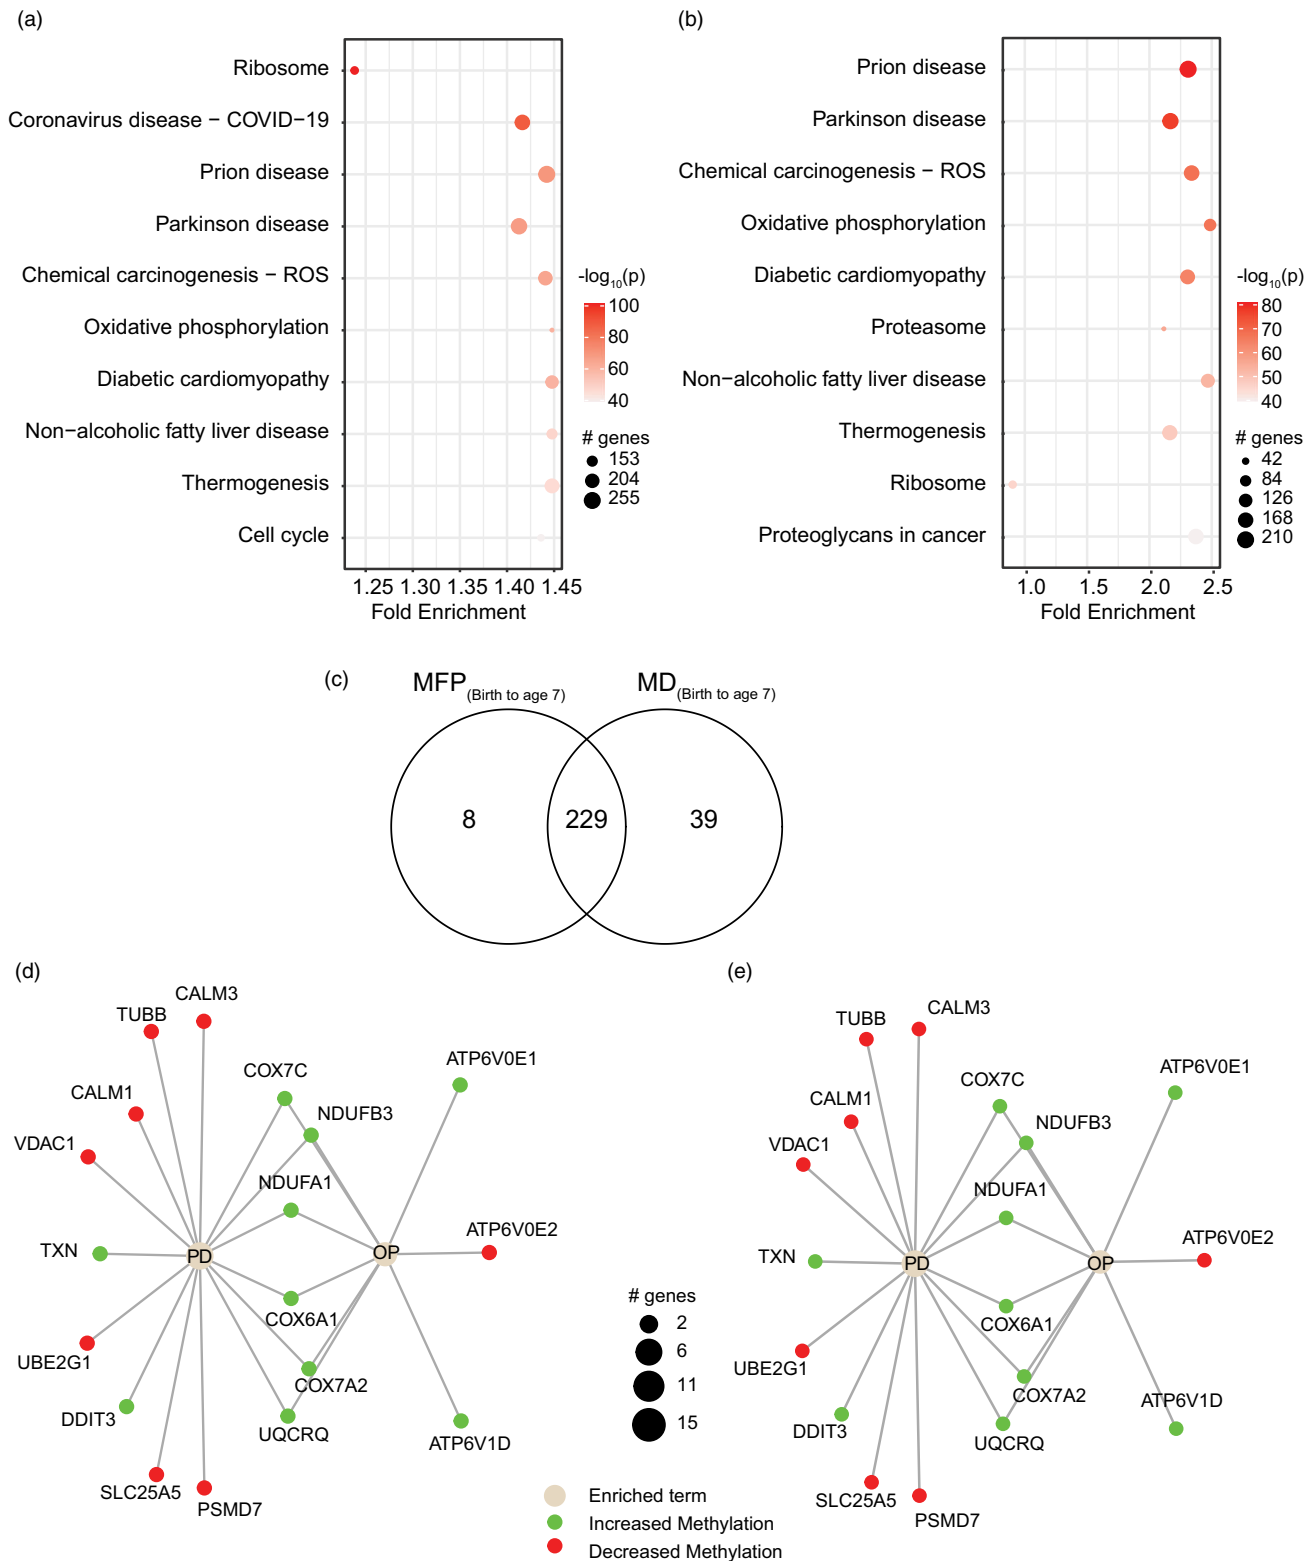 (a)
Ribosome
Coronavirus disease − COVID−19
Prion disease
Parkinson disease
Chemical carcinogenesis − ROS
Oxidative phosphorylation
Diabetic cardiomyopathy
Non−alcoholic fatty liver disease
Thermogenesis
Cell cycle
1.25 1.30 1.35 1.40 1.45
Fold Enrichment
-log10(p)
100
80
60
40
# genes
153
204
255
(b)
Prion disease
Parkinson disease
Chemical carcinogenesis − ROS
Oxidative phosphorylation
Diabetic cardiomyopathy
Proteasome
Non−alcoholic fatty liver disease
Thermogenesis
Ribosome
Proteoglycans in cancer
1.0 1.5 2.0 2.5
Fold Enrichment
-log10(p)
80
70
60
50
40
# genes
42
84
126
168
210
(c)
MFP(Birth to age 7)
MD(Birth to age 7)
8
229
39
(d)
CALM3
TUBB
COX7C
ATP6V0E1
CALM1
NDUFB3
VDAC1
NDUFA1
ATP6V0E2
TXN
PD
OP
COX6A1
UBE2G1
COX7A2
DDIT3
UQCRQ
ATP6V1D
SLC25A5
PSMD7
# genes
2
6
11
15
Enriched term
Increased Methylation
Decreased Methylation
(e)
CALM3
TUBB
COX7C
ATP6V0E1
CALM1
NDUFB3
VDAC1
NDUFA1
ATP6V0E2
TXN
PD
OP
COX6A1
UBE2G1
COX7A2
ATP6V1D
DDIT3
UQCRQ
SLC25A5
PSMD7